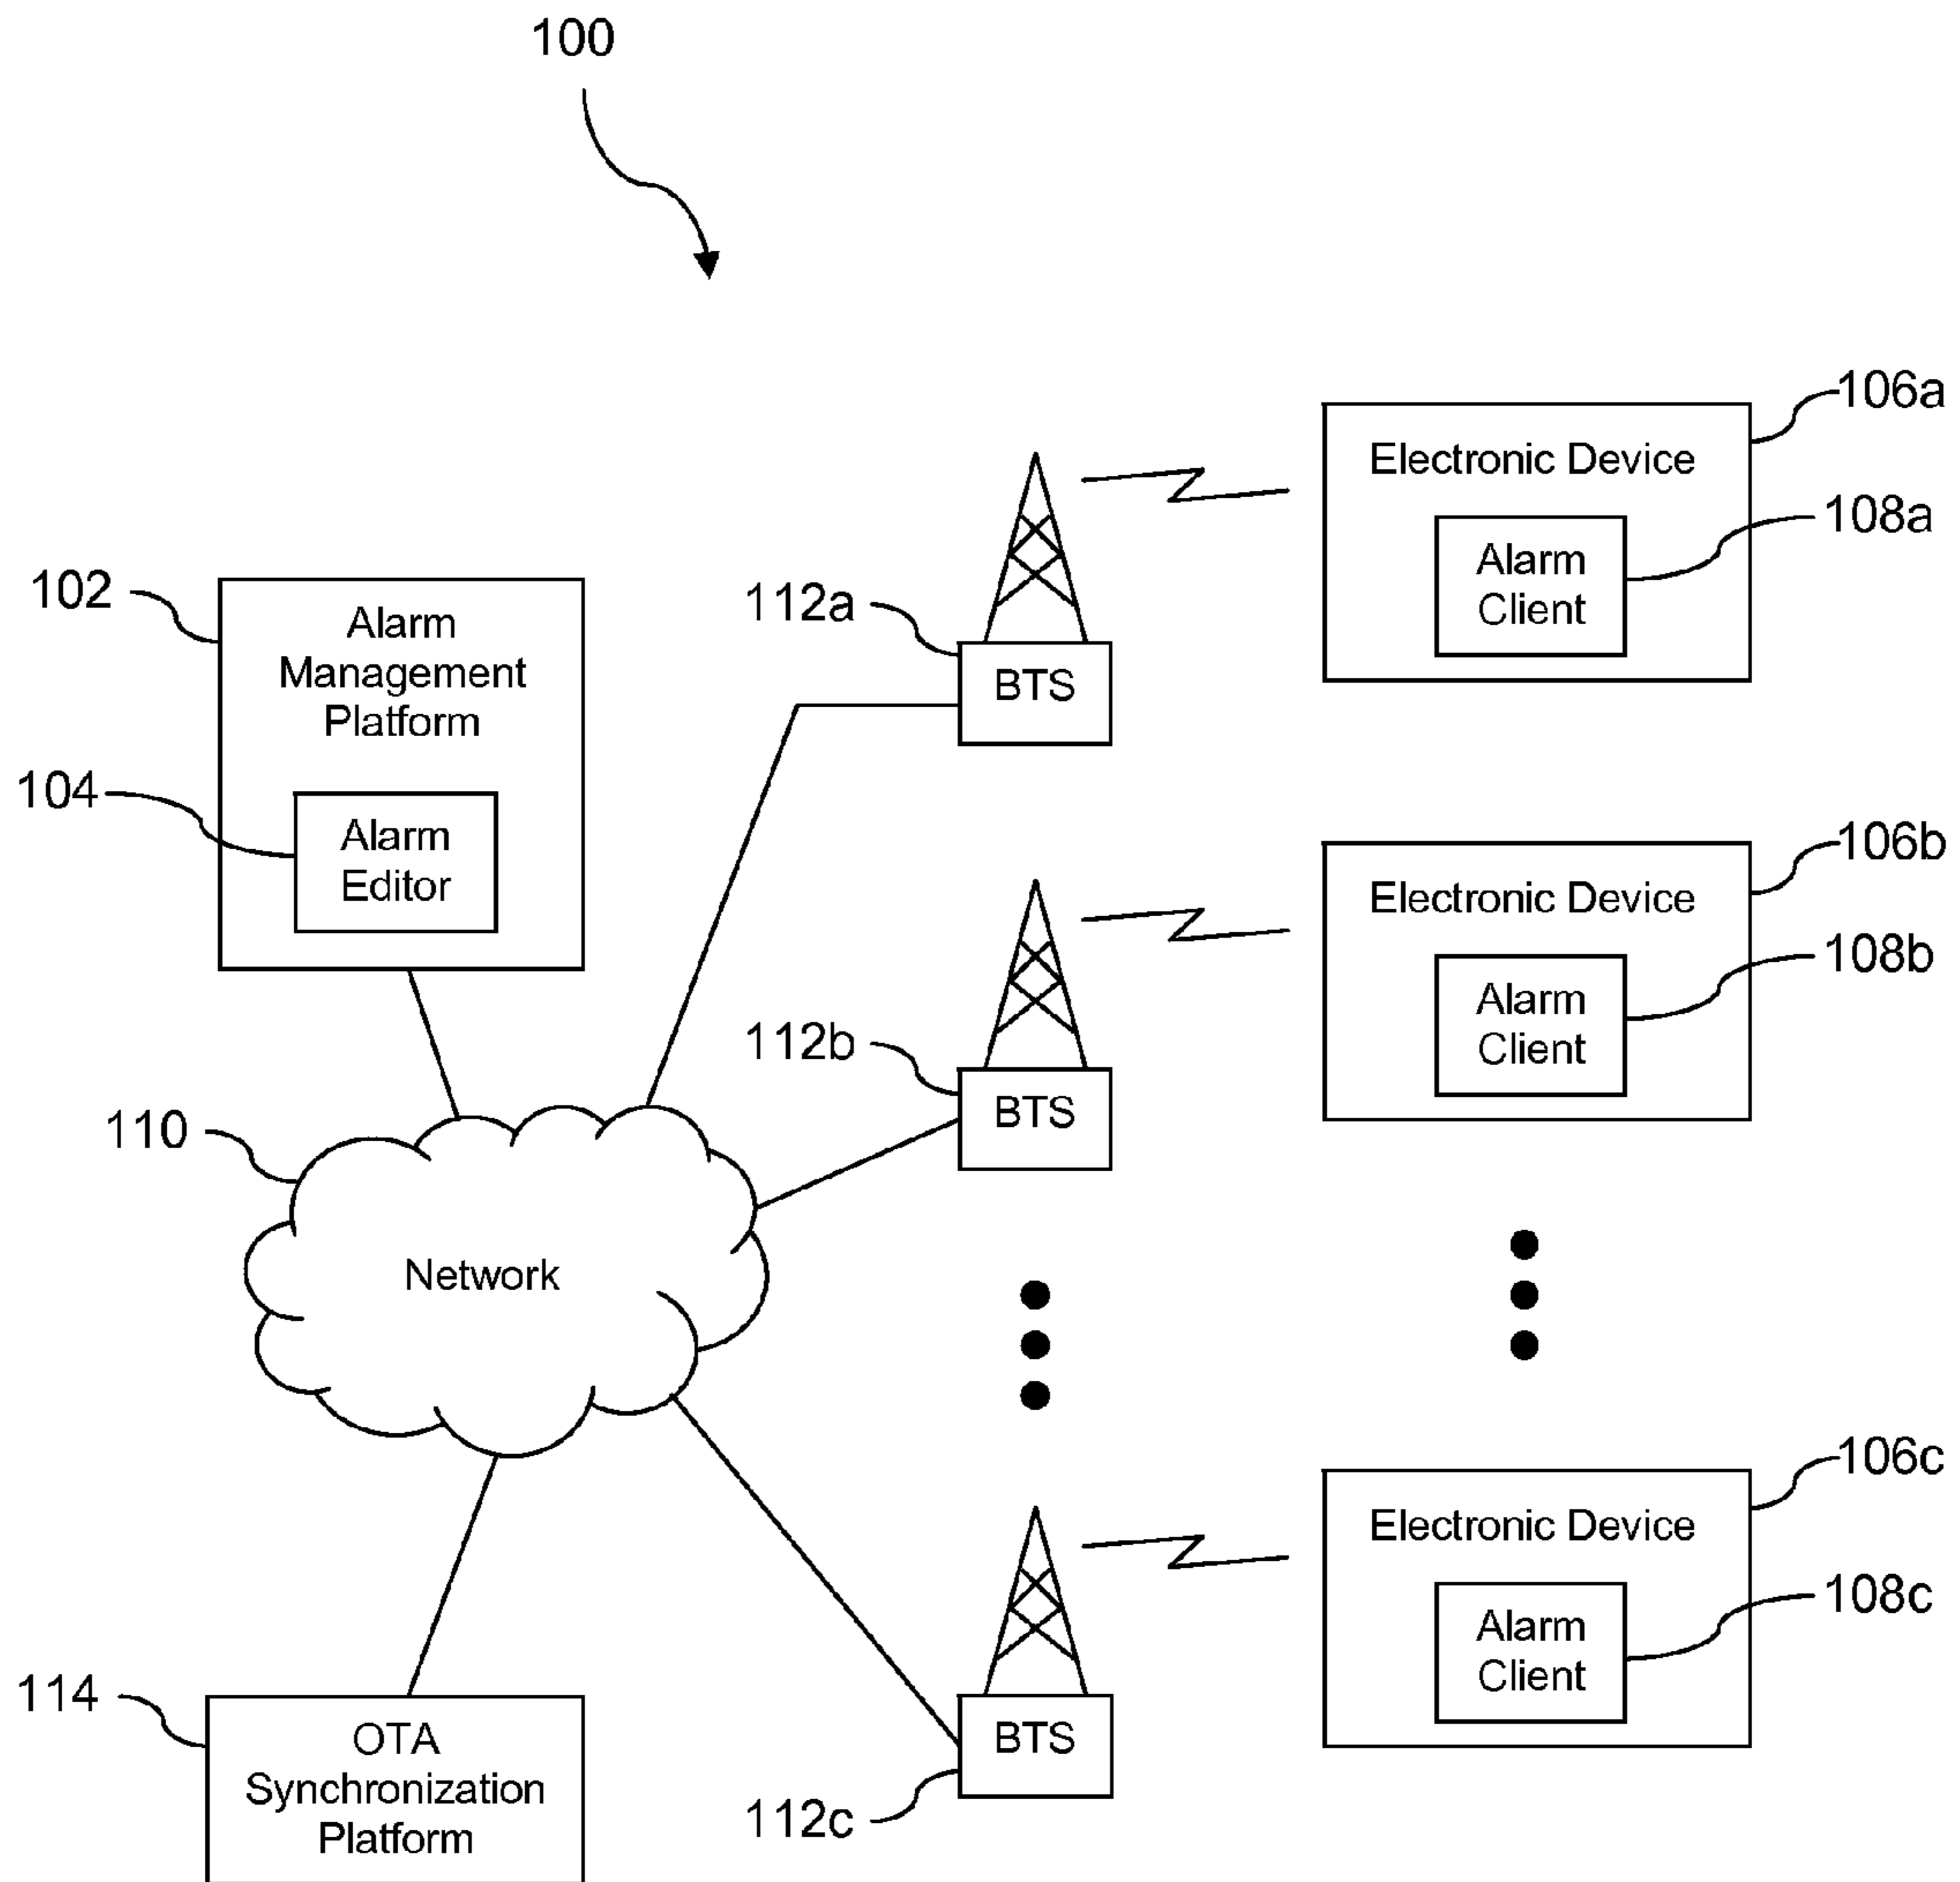 100
106a
Electronic Device
108a
Alarm
Client
102
Alarm
Management
Platform
112a
BTS
104
Alarm
Editor
106b
Electronic Device
108b
Alarm
Client
112b
BTS
110
Network
106c
Electronic Device
108c
Alarm
Client
114
OTA
Synchronization
Platform
BTS
112c